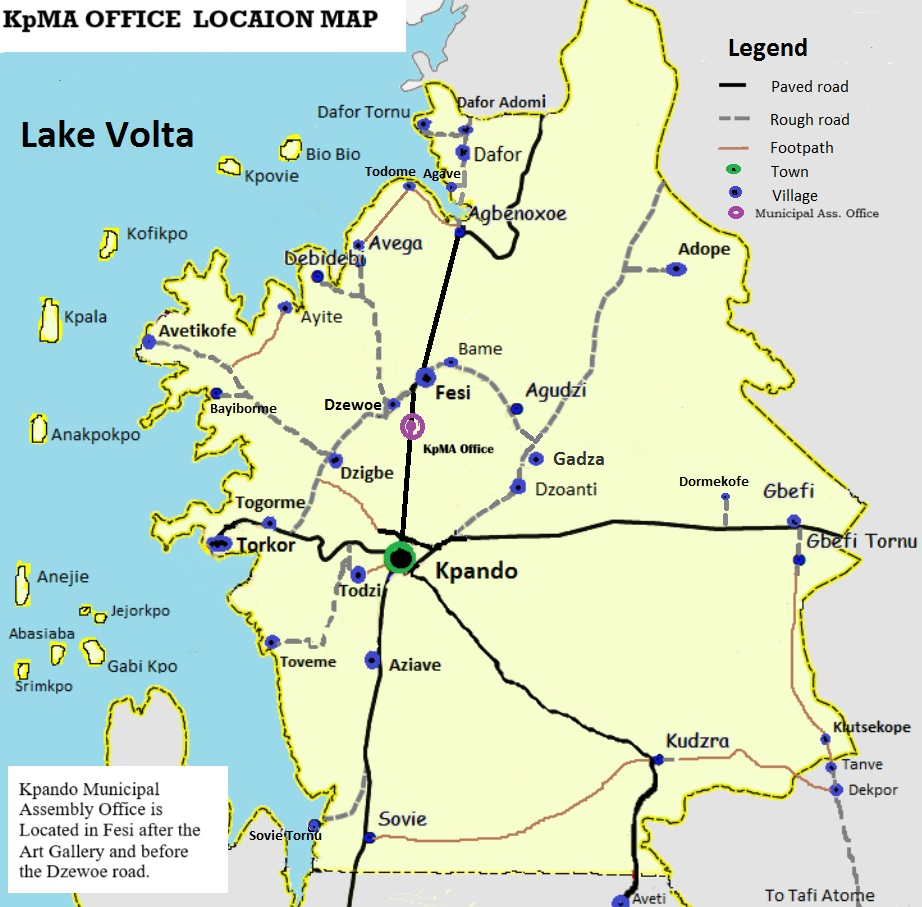 KpMA OFFICE LOCAION MAP
Legend
Paved road
Rough road
Footpath
Town
Village
Municipal Ass. Office
Lake Volta
Dafor Tornu
Dafor Adomi
Dafor
Bio Bio
Kpovie
Todome
Agave
Agbenoxoe
Kofikpo
Avega
Debidebi
Adope
Kpala
Ayite
Avetikofe
Bame
Fesi
Agudzi
Bayiborme
Dzewoe
Anakpokpo
KpMA Office
Gadza
Dzigbe
Dzoanti
Dormekofe
Gbefi
Togorme
Torkor
Gbefi Tornu
Kpando
Anejie
Todzi
Jejorkpo
Abasiaba
Toveme
Aziave
Gabi Kpo
Srimkpo
Klutsekope
Kudzra
Tanve
Dekpor
Sovie
Sovie Tornu
Kpando Municipal
Assembly Office is
Located in Fesi after the
Art Gallery and before
the Dzewoe road.
Aveti
To Tafi Atome